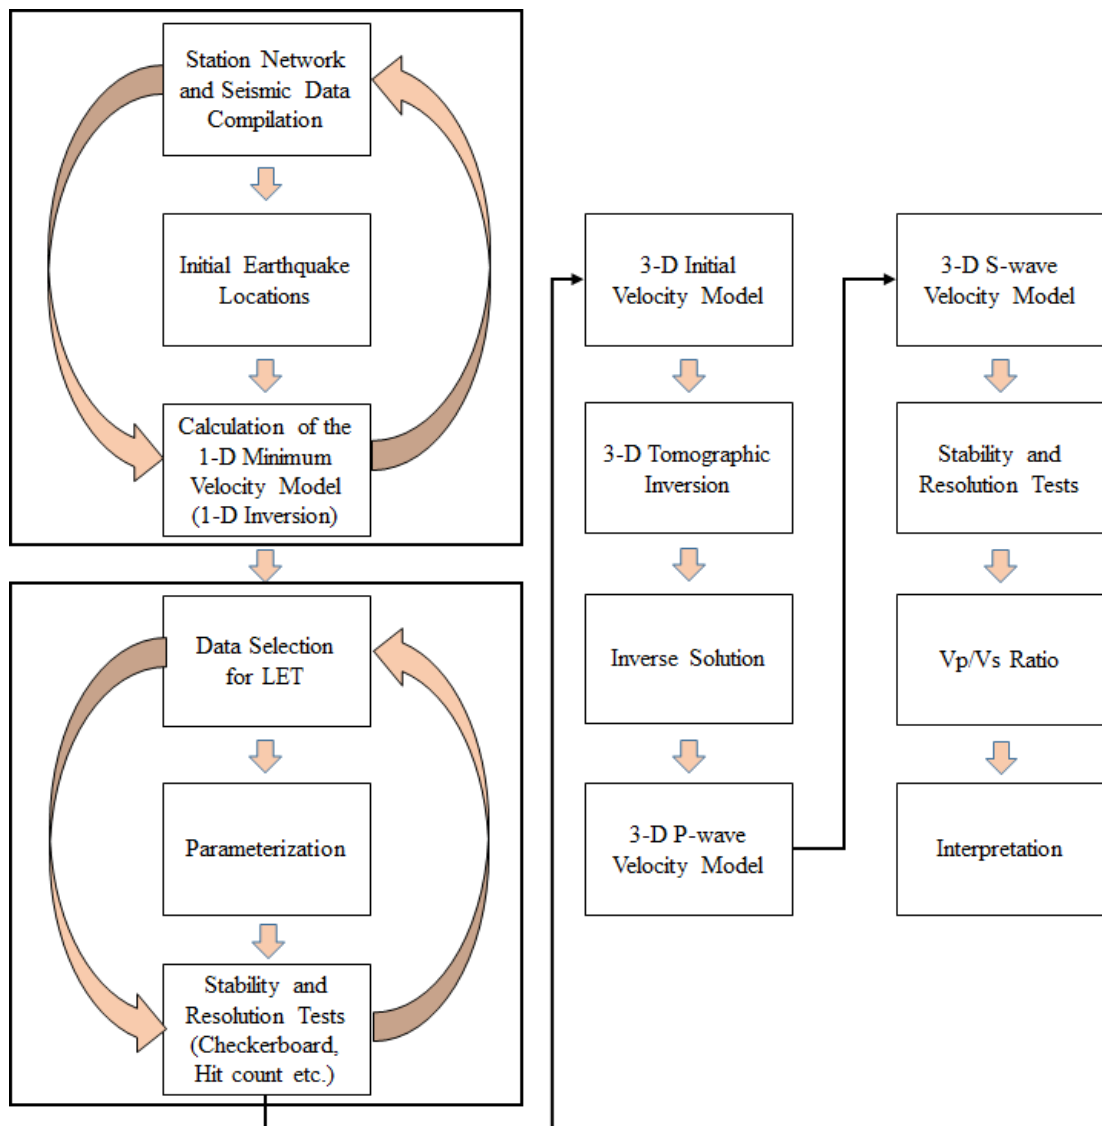 Station Network
and Seismic Data
Compilation
Initial Earthquake
Locations
Calculation of the
1-D Minimum
Velocity Model
(1-D Inversion)
Data Selection
for LET
Parameterization
Stability and
Resolution Tests
(Checkerboard,
Hit count etc.)
3-D Initial
Velocity Model
3-D Tomographic
Inversion
Inverse Solution
3-D P-wave
Velocity Model
3-D S-wave
Velocity Model
Stability and
Resolution Tests
Vp/Vs Ratio
Interpretation